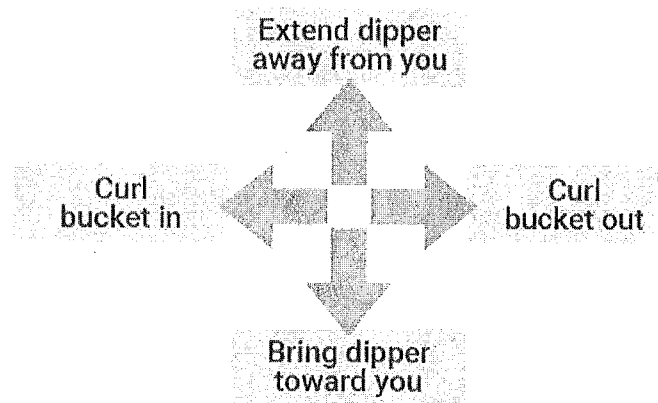 Extend dipper
away from you
Curl
bucket in
Curl
bucket out
Bring dipper
toward you